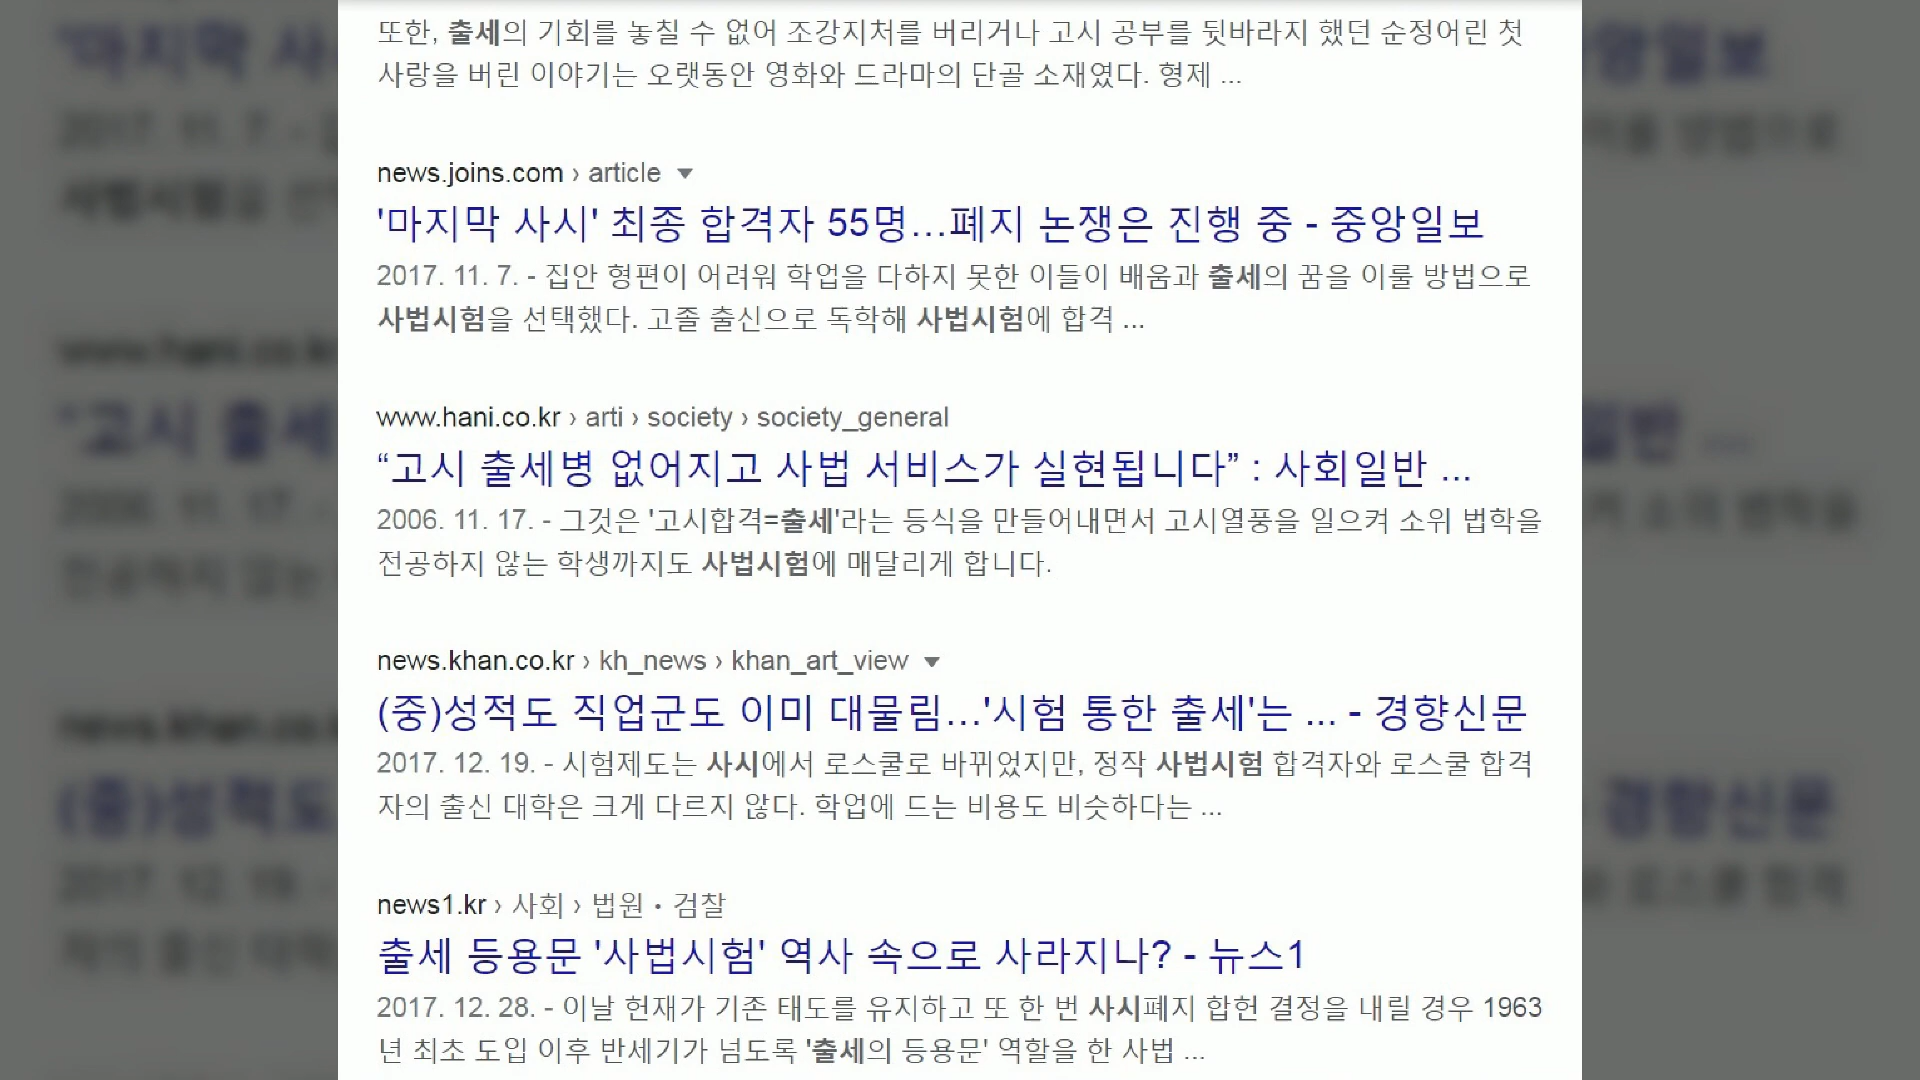 또한, 출세의 기회를 놓칠 수 없어 조강지처를 버리거나 고시 공부를 뒷바라지 했던 순정어린 첫
사랑을 버린 이야기는 오랫동안 영화와 드라마의 단골 소재였다. 형제 ...
news.joins.com › article ▼
'마지막 사시' 최종 합격자 55명...폐지 논쟁은 진행 중 - 중앙일보
2017. 11. 7. - 집안 형편이 어려워 학업을 다하지 못한 이들이 배움과 출세의 꿈을 이룰 방법으로
사법시험을 선택했다. 고졸 출신으로 독학해 사법시험에 합격 ...
www.hani.co.kr › arti › society › society_general
“고시 출세병 없어지고 사법 서비스가 실현됩니다” : 사회일반 ...
2006. 11. 17. - 그것은 '고시합격=출세'라는 등식을 만들어내면서 고시열풍을 일으켜 소위 법학을
전공하지 않는 학생까지도 사법시험에 매달리게 합니다.
news.khan.co.kr › kh_news › khan_art_view ▼
(중)성적도 직업군도 이미 대물림...'시험 통한 출세'는 ... - 경향신문
2017. 12. 19. - 시험제도는 사시에서 로스쿨로 바뀌었지만, 정작 사법시험 합격자와 로스쿨 합격
자의 출신 대학은 크게 다르지 않다. 학업에 드는 비용도 비슷하다는 ...
news1.kr › 사회 › 법원・검찰
출세 등용문 '사법시험' 역사 속으로 사라지나? - 뉴스1
2017. 12. 28. - 이날 헌재가 기존 태도를 유지하고 또 한 번 사시폐지 합헌 결정을 내릴 경우 1963
년 최초 도입 이후 반세기가 넘도록 '출세의 등용문' 역할을 한 사법 ...